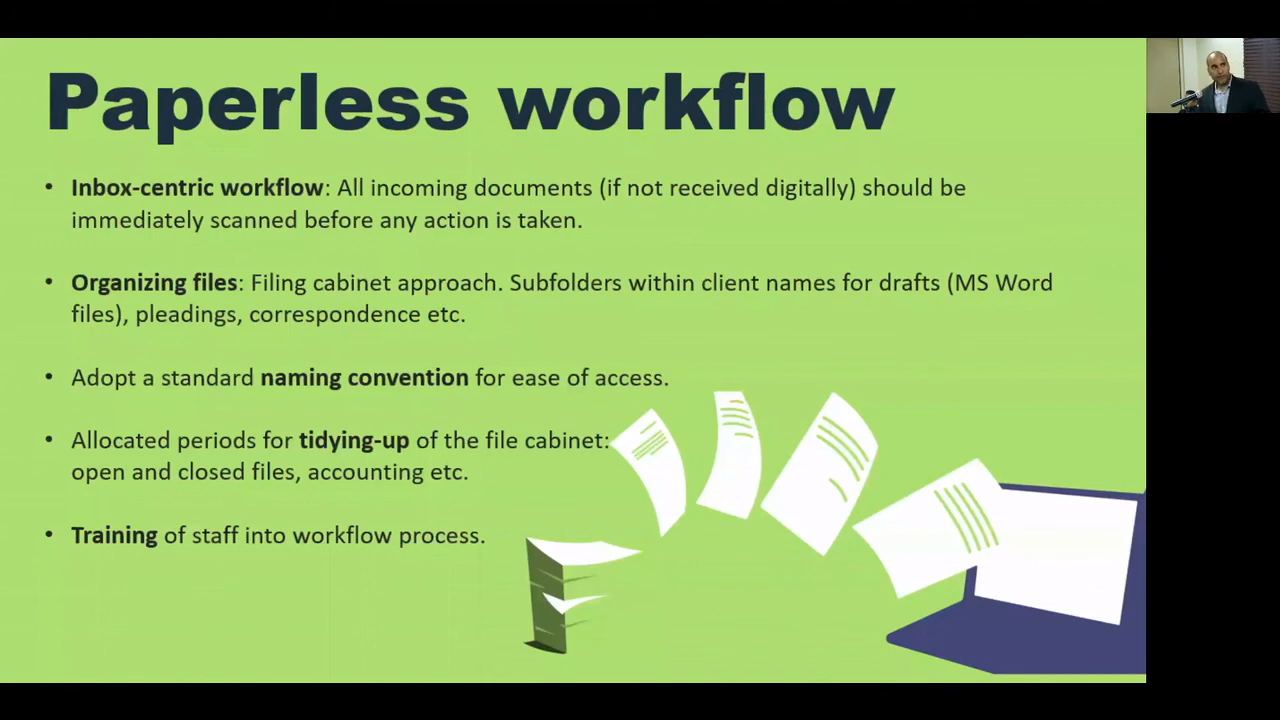 Paperless workflow
• Inbox-centric workflow: All incoming documents (if not received digitally) should be
immediately scanned before any action is taken.
• Organizing files: Filing cabinet approach. Subfolders within client names for drafts (MS Word
files), pleadings, correspondence etc.
• Adopt a standard naming convention for ease of access.
• Allocated periods for tidying-up of the file cabinet:
open and closed files, accounting etc.
• Training of staff into workflow process.